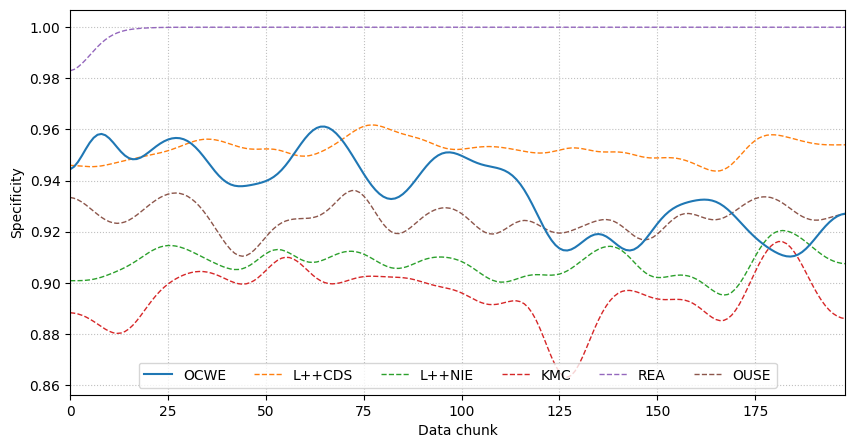 1.00
0.98
0.96
0.94
0.92
0.90
0.88
0.86
Specificity
OCWE L++CDS L++NIE KMC REA OUSE
0 25 50 75 100 125 150 175
Data chunk